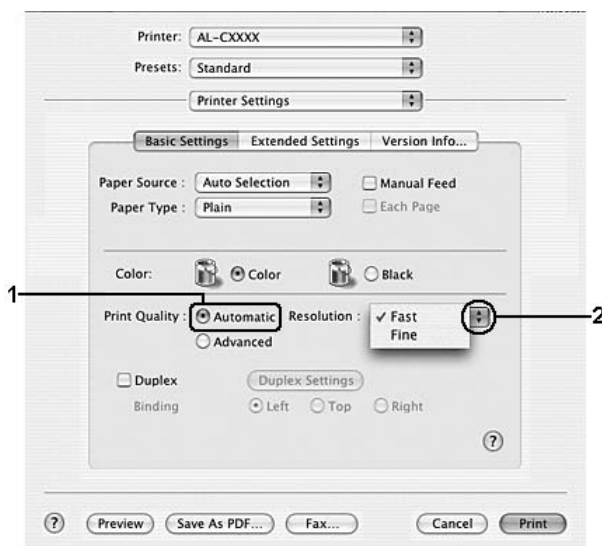 Printer: AL-CXXXX
Presets: Standard
Printer Settings
Basic Settings Extended Settings Version Info...
Paper Source : Auto Selection Manual Feed
Paper Type : Plain Each Page
Color: Color Black
1
Print Quality : Automatic Resolution : ✓ Fast 2
Fine
Advanced
Duplex Duplex Settings
Binding Left Top Right
?
? Preview Save As PDF... Fax... Cancel Print